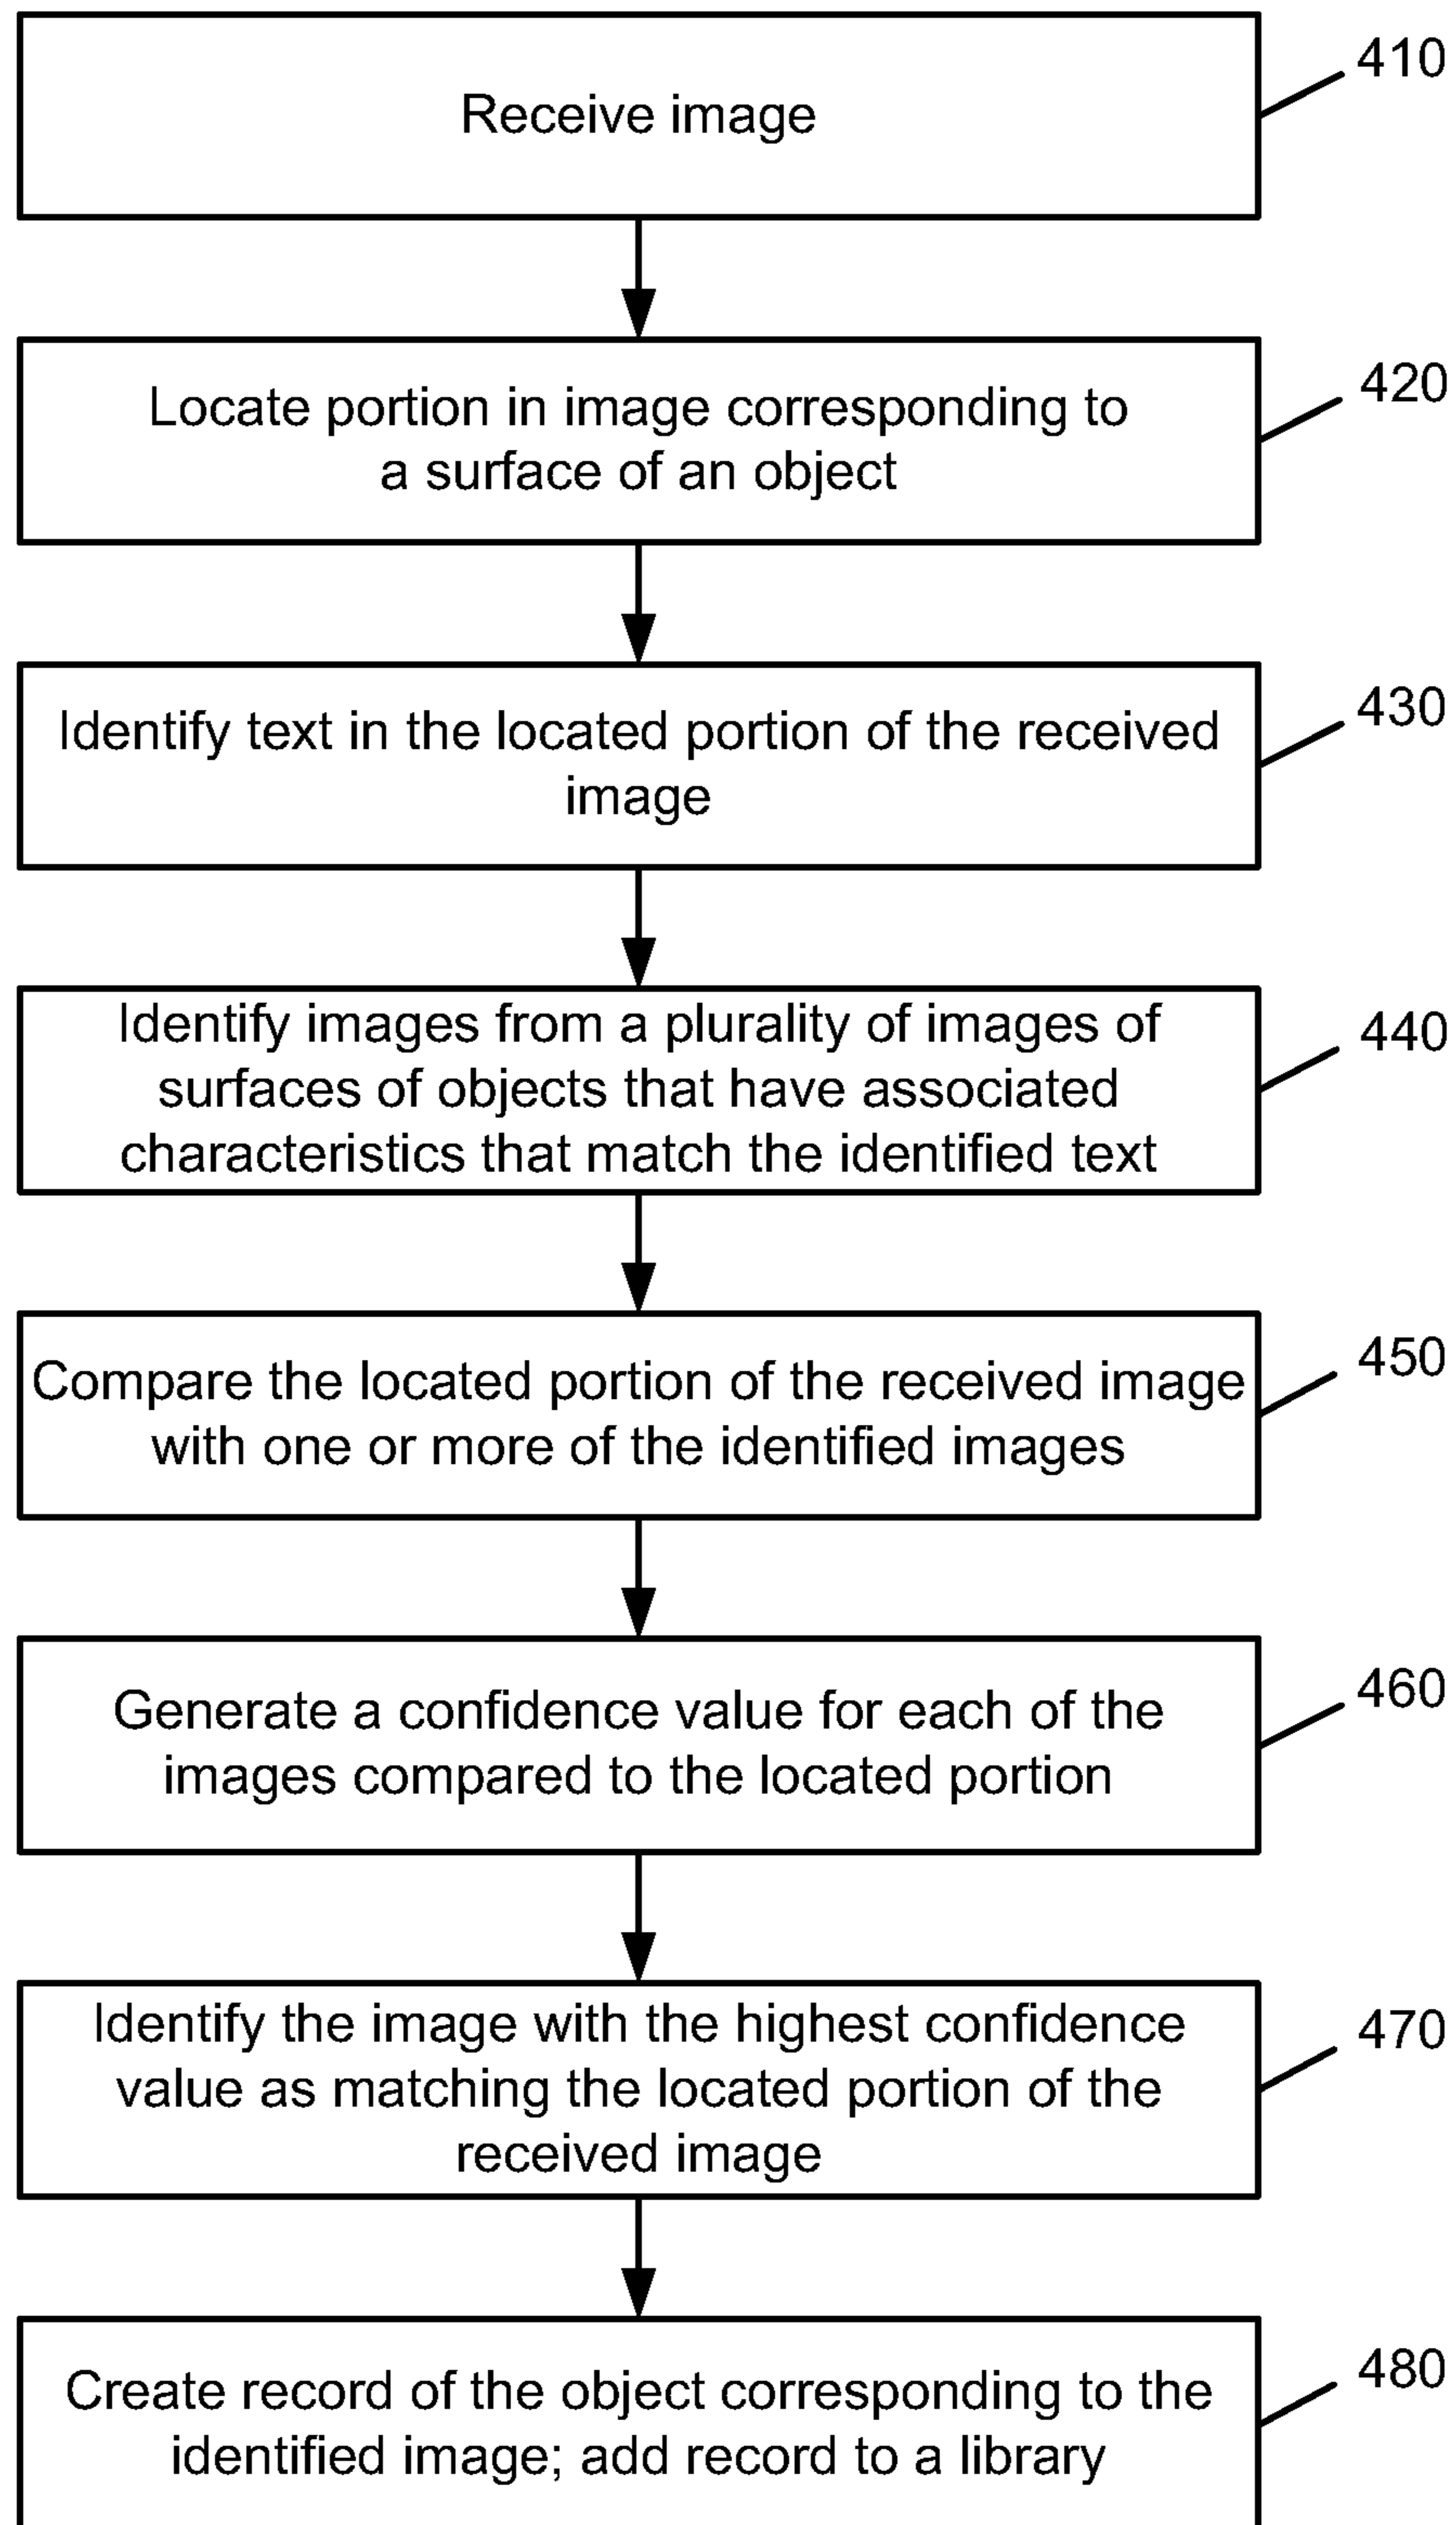 Receive image
410
Locate portion in image corresponding to
a surface of an object
420
Identify text in the located portion of the received
image
430
Identify images from a plurality of images of
surfaces of objects that have associated
characteristics that match the identified text
440
Compare the located portion of the received image
with one or more of the identified images
450
Generate a confidence value for each of the
images compared to the located portion
460
Identify the image with the highest confidence
value as matching the located portion of the
received image
470
Create record of the object corresponding to the
identified image; add record to a library
480